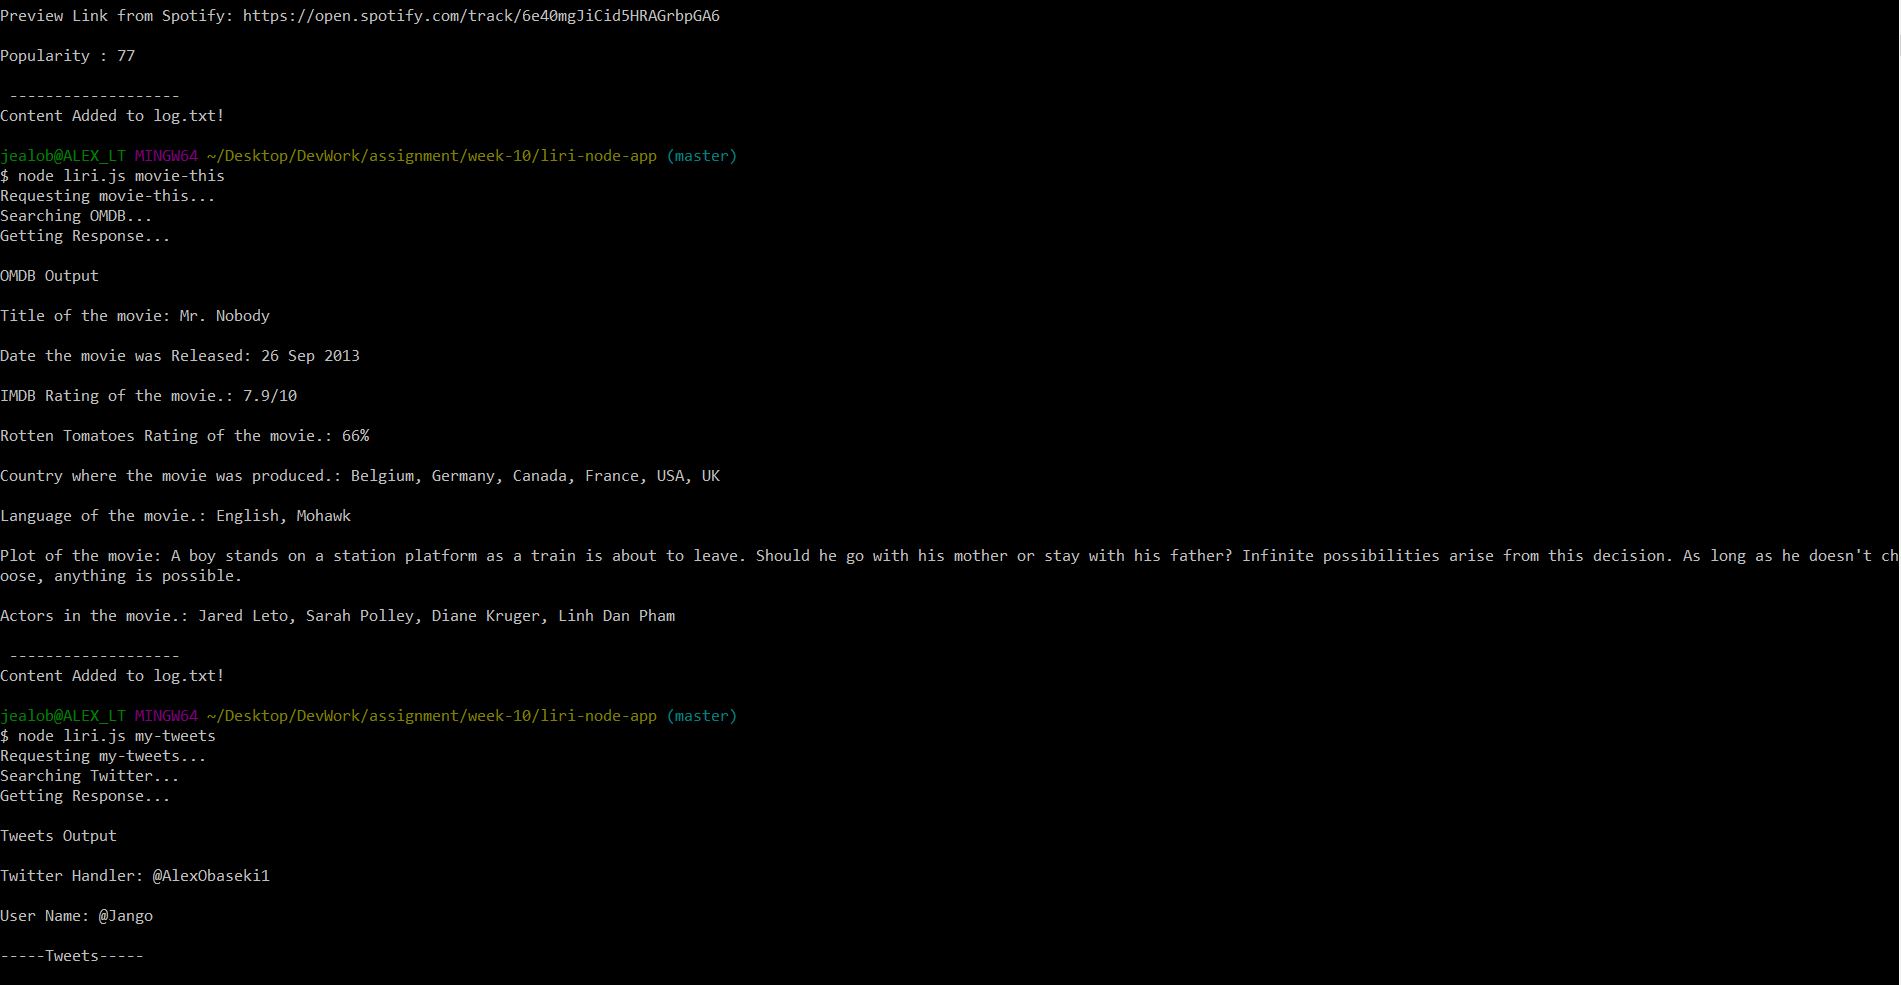 Preview Link from Spotify: https://open.spotify.com/track/6e40mgJiCid5HRAGrbpGA6
Popularity : 77
-------------------
Content Added to log.txt!
jealob@ALEX_LT MINGW64 ~/Desktop/DevWork/assignment/week-10/liri-node-app (master)
$ node liri.js movie-this
Requesting movie-this...
Searching OMDB...
Getting Response...
OMDB Output
Title of the movie: Mr. Nobody
Date the movie was Released: 26 Sep 2013
IMDB Rating of the movie.: 7.9/10
Rotten Tomatoes Rating of the movie.: 66%
Country where the movie was produced.: Belgium, Germany, Canada, France, USA, UK
Language of the movie.: English, Mohawk
Plot of the movie: A boy stands on a station platform as a train is about to leave. Should he go with his mother or stay with his father? Infinite possibilities arise from this decision. As long as he doesn't ch
oose, anything is possible.
Actors in the movie.: Jared Leto, Sarah Polley, Diane Kruger, Linh Dan Pham
-------------------
Content Added to log.txt!
jealob@ALEX_LT MINGW64 ~/Desktop/DevWork/assignment/week-10/liri-node-app (master)
$ node liri.js my-tweets
Requesting my-tweets...
Searching Twitter...
Getting Response...
Tweets Output
Twitter Handler: @AlexObaseki1
User Name: @Jango
-----Tweets-----